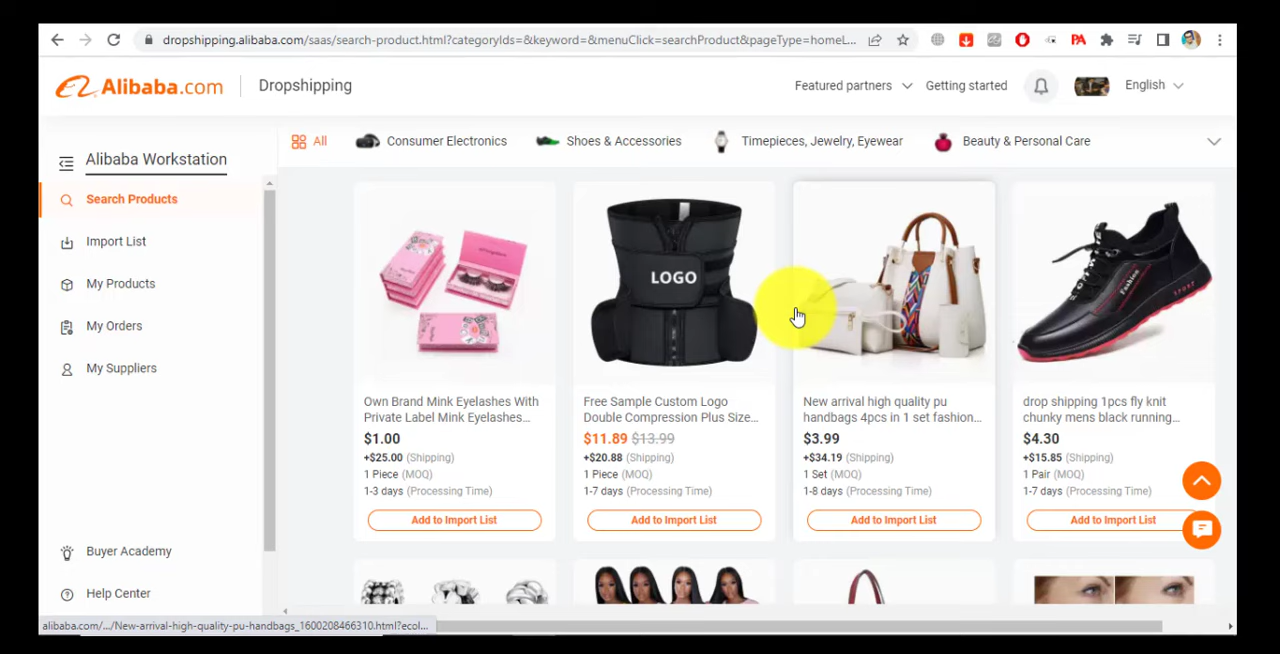 dropshipping.alibaba.com/saas/search-product.html?categoryIds=&keyword=&menuClick=searchProduct&pageType=homeL...
PA
Alibaba.com
Dropshipping
Featured partners
Getting started
English
All
Consumer Electronics
Shoes & Accessories
Timepieces, Jewelry, Eyewear
Beauty & Personal Care
Alibaba Workstation
Search Products
Import List
My Products
My Orders
My Suppliers
Buyer Academy
Help Center
LOGO
Fashion
SPORT
Own Brand Mink Eyelashes With
Private Label Mink Eyelashes...
$1.00
+$25.00 (Shipping)
1 Piece (MOQ)
1-3 days (Processing Time)
Add to Import List
Free Sample Custom Logo
Double Compression Plus Size...
$11.89 $13.99
+$20.88 (Shipping)
1 Piece (MOQ)
1-7 days (Processing Time)
Add to Import List
New arrival high quality pu
handbags 4pcs in 1 set fashion...
$3.99
+$34.19 (Shipping)
1 Set (MOQ)
1-8 days (Processing Time)
Add to Import List
drop shipping 1pcs fly knit
chunky mens black running...
$4.30
+$15.85 (Shipping)
1 Pair (MOQ)
1-7 days (Processing Time)
Add to Import List
alibaba.com/.../New-arrival-high-quality-pu-handbags_1600208466310.html?ecol...